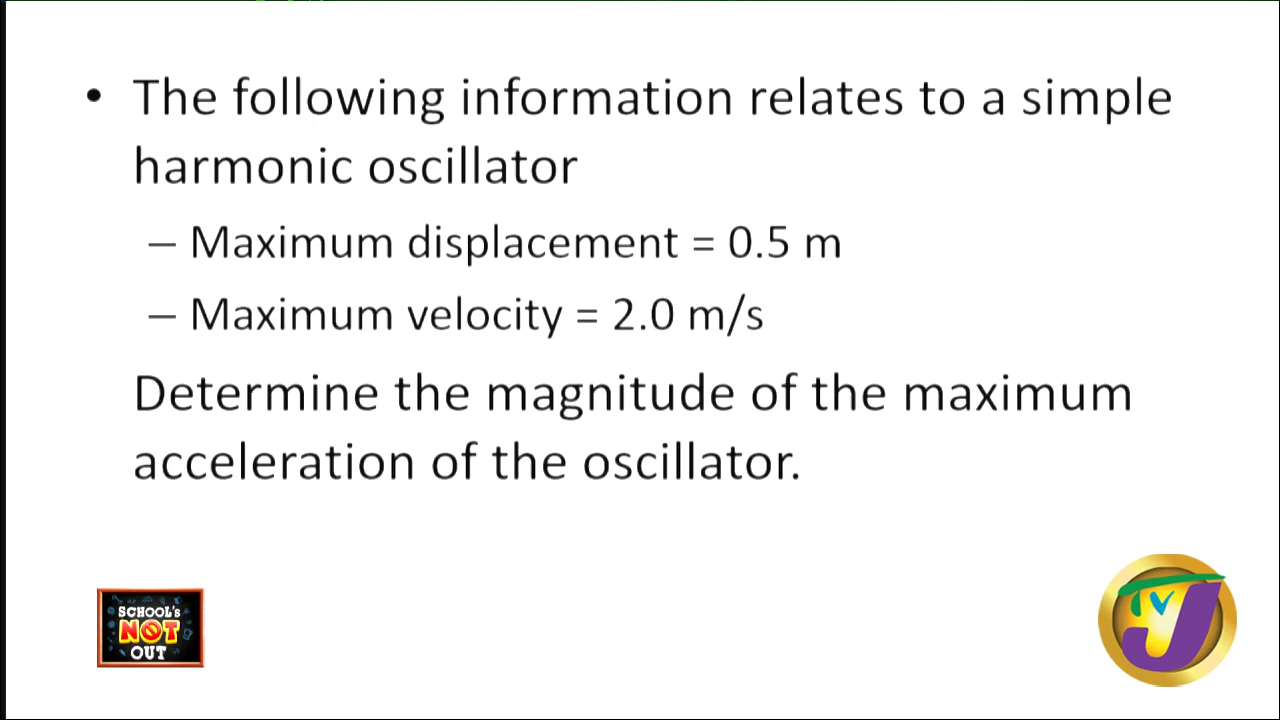 • The following information relates to a simple
harmonic oscillator
– Maximum displacement = 0.5 m
– Maximum velocity = 2.0 m/s
Determine the magnitude of the maximum
acceleration of the oscillator.
SCHOOL's
NOT
OUT
TVJ